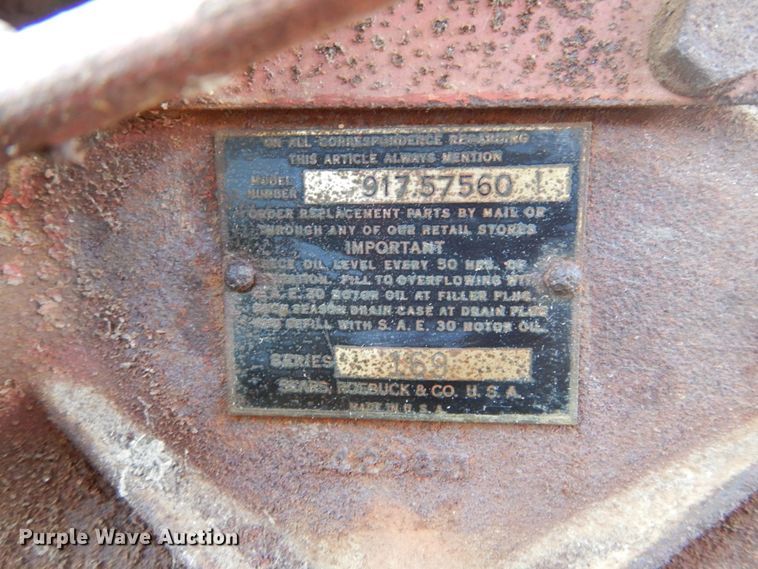 ON ALL CORRESPONDENCE REGARDING
THIS ARTICLE ALWAYS MENTION
MODEL NUMBER 917.57560
ORDER REPLACEMENT PARTS BY MAIL OR
THROUGH ANY OF OUR RETAIL STORES
IMPORTANT
OIL LEVEL EVERY 50 HRS. OF
FILL TO OVERFLOWING WITH
S.A.E. 30 MOTOR OIL AT FILLER PLUG.
SEASON DRAIN CASE AT DRAIN PLUG
AND REFILL WITH S.A.E. 30 MOTOR OIL.
SERIES 169
SEARS, ROEBUCK & CO. U.S.A.
MADE IN U.S.A.
Purple Wave Auction